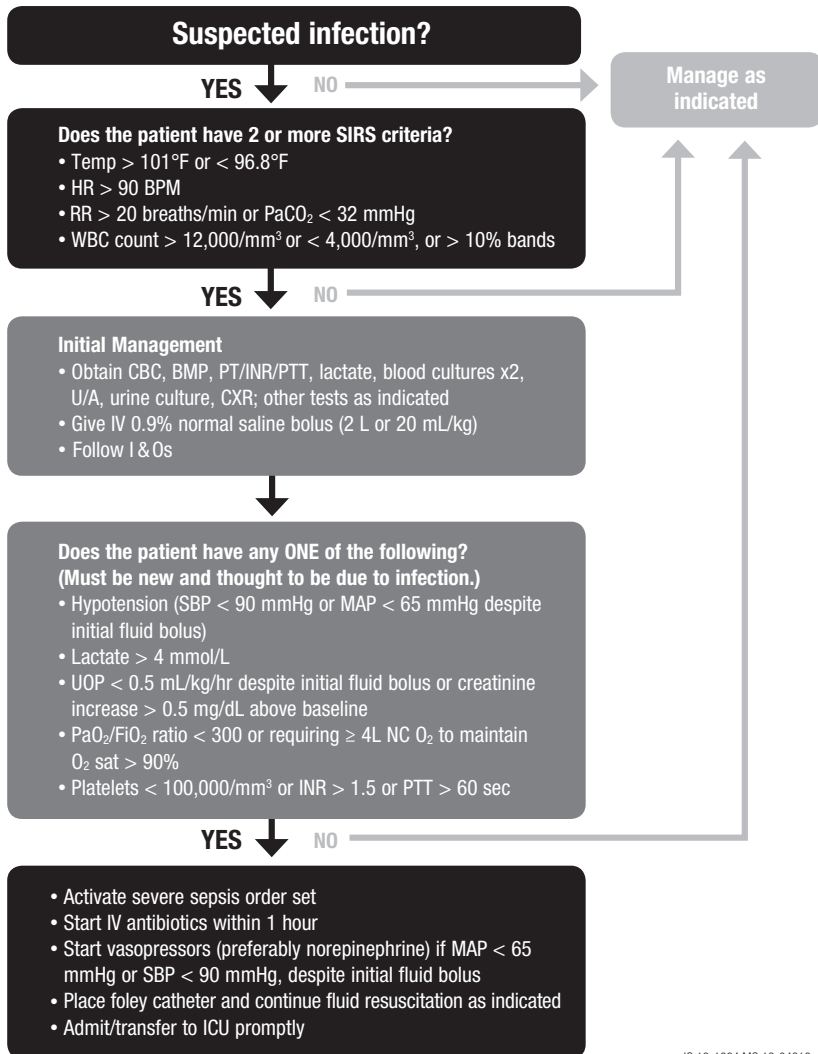 Suspected infection?
YES
NO
Manage as
indicated
Does the patient have 2 or more SIRS criteria?
• Temp > 101°F or < 96.8°F
• HR > 90 BPM
• RR > 20 breaths/min or PaCO₂ < 32 mmHg
• WBC count > 12,000/mm³ or < 4,000/mm³, or > 10% bands
YES
NO
Initial Management
• Obtain CBC, BMP, PT/INR/PTT, lactate, blood cultures x2,
U/A, urine culture, CXR; other tests as indicated
• Give IV 0.9% normal saline bolus (2 L or 20 mL/kg)
• Follow I & Os
Does the patient have any ONE of the following?
(Must be new and thought to be due to infection.)
• Hypotension (SBP < 90 mmHg or MAP < 65 mmHg despite
initial fluid bolus)
• Lactate > 4 mmol/L
• UOP < 0.5 mL/kg/hr despite initial fluid bolus or creatinine
increase > 0.5 mg/dL above baseline
• PaO₂/FiO₂ ratio < 300 or requiring ≥ 4L NC O₂ to maintain
O₂ sat > 90%
• Platelets < 100,000/mm³ or INR > 1.5 or PTT > 60 sec
YES
NO
• Activate severe sepsis order set
• Start IV antibiotics within 1 hour
• Start vasopressors (preferably norepinephrine) if MAP < 65
mmHg or SBP < 90 mmHg, despite initial fluid bolus
• Place foley catheter and continue fluid resuscitation as indicated
• Admit/transfer to ICU promptly